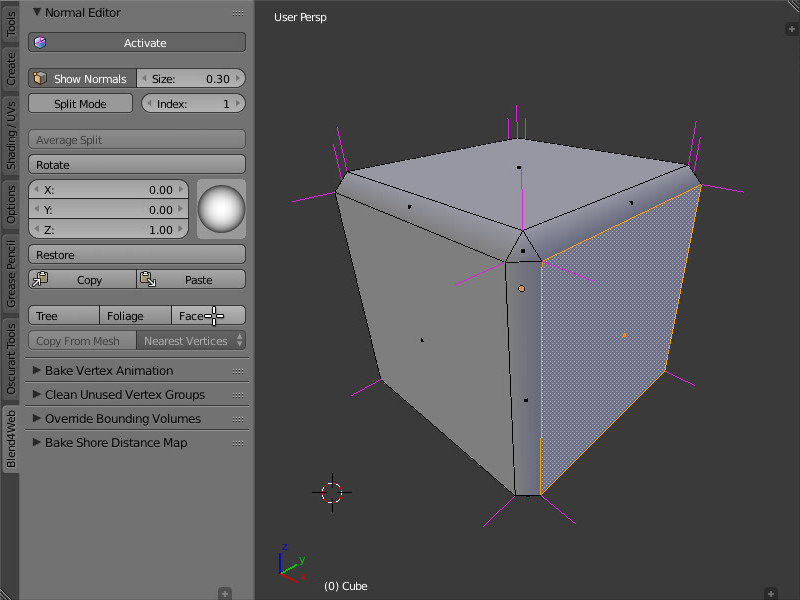 Tools
Create
Shading / UVs
Options
Grease Pencil
Oscurart Tools
Blend4Web
Normal Editor
Activate
Show Normals Size: 0.30
Split Mode Index: 1
Average Split
Rotate
X: 0.00
Y: 0.00
Z: 1.00
Restore
Copy Paste
Tree Foliage Face
Copy From Mesh Nearest Vertices
Bake Vertex Animation
Clean Unused Vertex Groups
Override Bounding Volumes
Bake Shore Distance Map
User Persp
z
y
x
(0) Cube